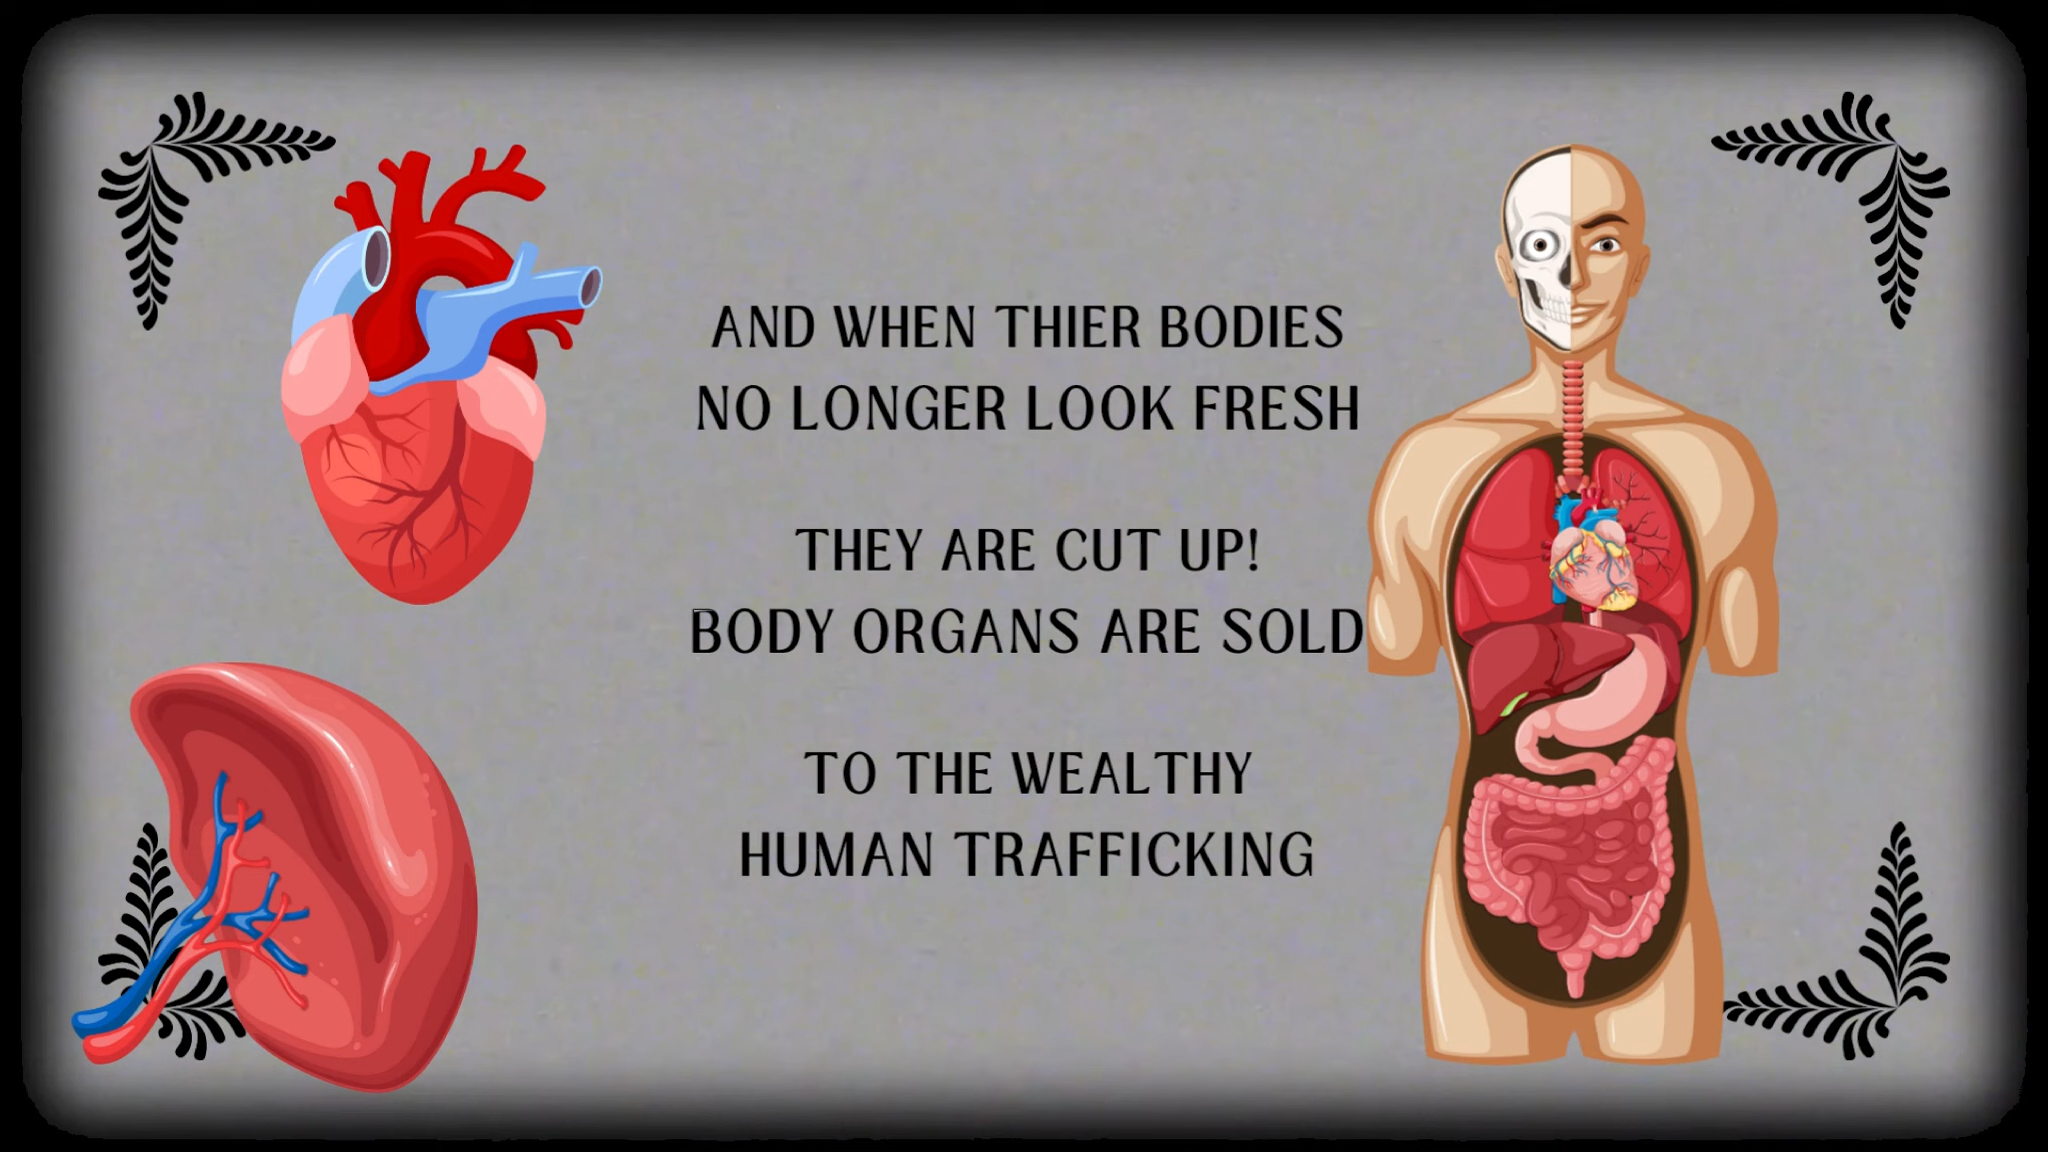 AND WHEN THIER BODIES
NO LONGER LOOK FRESH
THEY ARE CUT UP!
BODY ORGANS ARE SOLD
TO THE WEALTHY
HUMAN TRAFFICKING